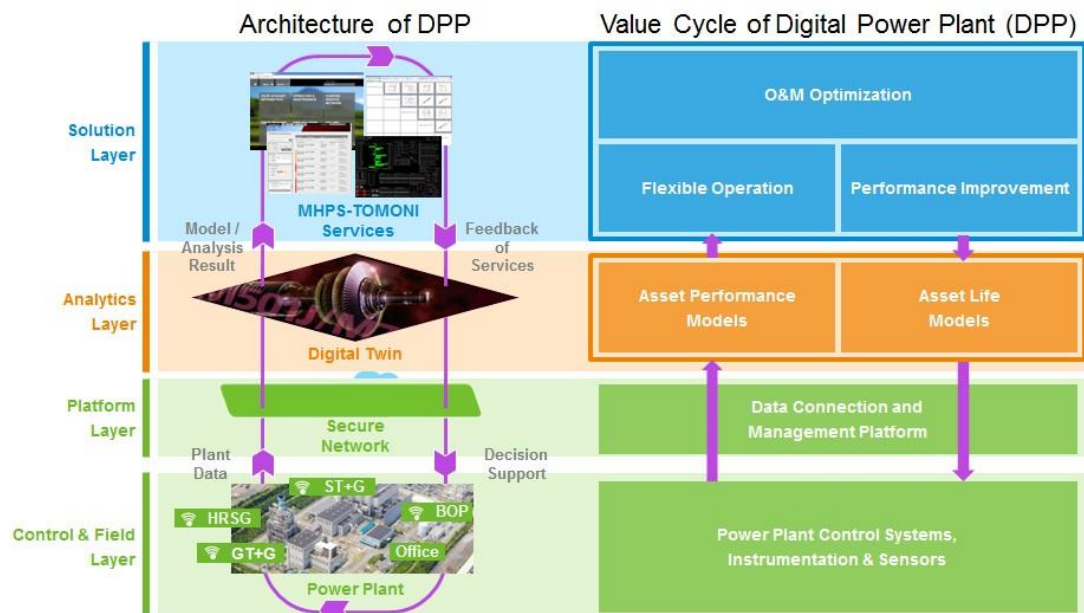 Architecture of DPP
Value Cycle of Digital Power Plant (DPP)
Solution
Layer
MHPS-TOMONI
Services
Model /
Analysis
Result
Feedback
of
Services
O&M Optimization
Flexible Operation
Performance Improvement
Analytics
Layer
Digital Twin
Asset Performance
Models
Asset Life
Models
Platform
Layer
Secure
Network
Data Connection and
Management Platform
Plant
Data
Decision
Support
Control & Field
Layer
ST+G
HRSG
BOP
GT+G
Office
Power Plant
Power Plant Control Systems,
Instrumentation & Sensors